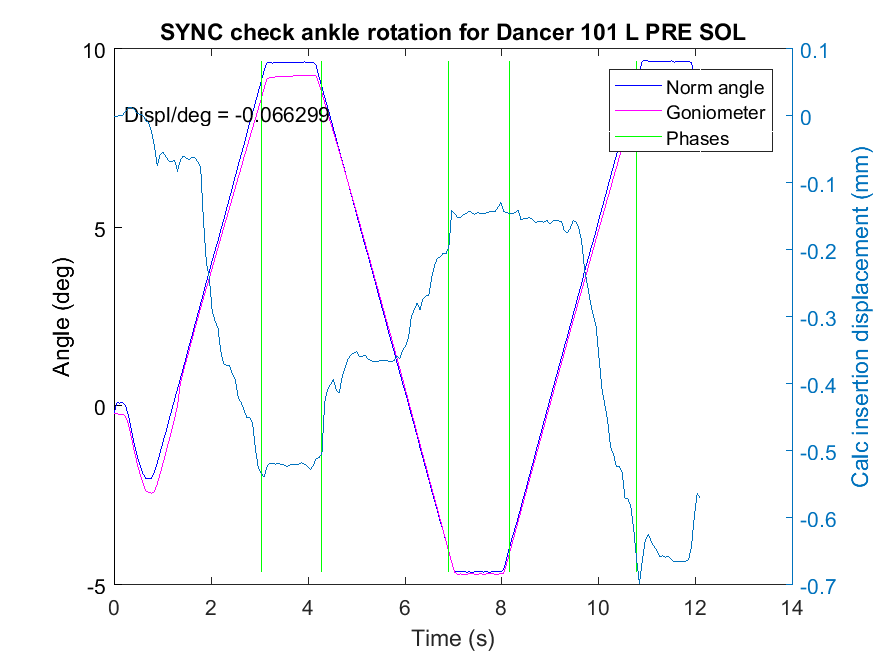 SYNC check ankle rotation for Dancer 101 L PRE SOL
10
5
0
-5
Angle (deg)
Displ/deg = -0.066299
Norm angle
Goniometer
Phases
0.1
0
-0.1
-0.2
-0.3
-0.4
-0.5
-0.6
-0.7
Calc insertion displacement (mm)
0 2 4 6 8 10 12 14
Time (s)